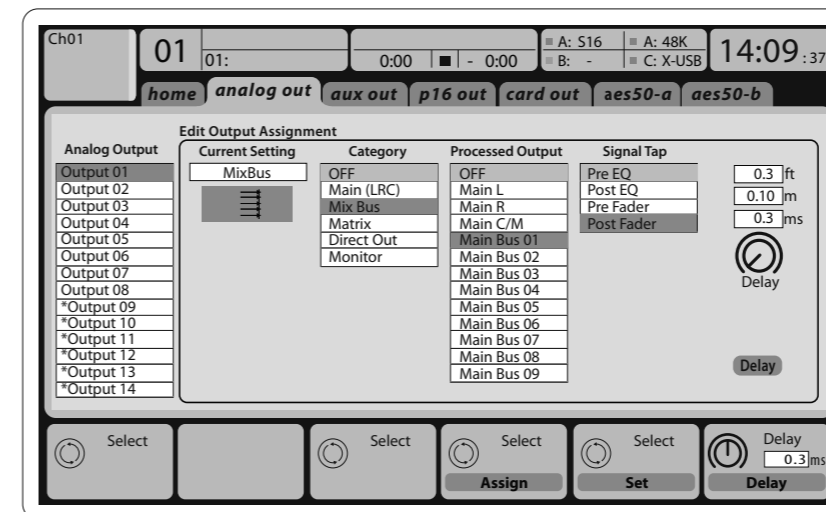 Ch01
01
01:
0:00 - 0:00
A: S16
A: 48K
B: -
C: X-USB
14:09:37
home
analog out
aux out
p16 out
card out
aes50-a
aes50-b
Edit Output Assignment
Analog Output
Output 01
Output 02
Output 03
Output 04
Output 05
Output 06
Output 07
Output 08
*Output 09
*Output 10
*Output 11
*Output 12
*Output 13
*Output 14
Current Setting
MixBus
Category
OFF
Main (LRC)
Mix Bus
Matrix
Direct Out
Monitor
Processed Output
OFF
Main L
Main R
Main C/M
Main Bus 01
Main Bus 02
Main Bus 03
Main Bus 04
Main Bus 05
Main Bus 06
Main Bus 07
Main Bus 08
Main Bus 09
Signal Tap
Pre EQ
Post EQ
Pre Fader
Post Fader
0.3 ft
0.10 m
0.3 ms
Delay
Delay
Select
Select
Select
Assign
Select
Set
Delay
0.3 ms
Delay